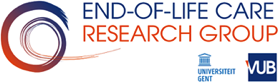 END-OF-LIFE CARE
RESEARCH GROUP
UNIVERSITEIT
GENT
VUB